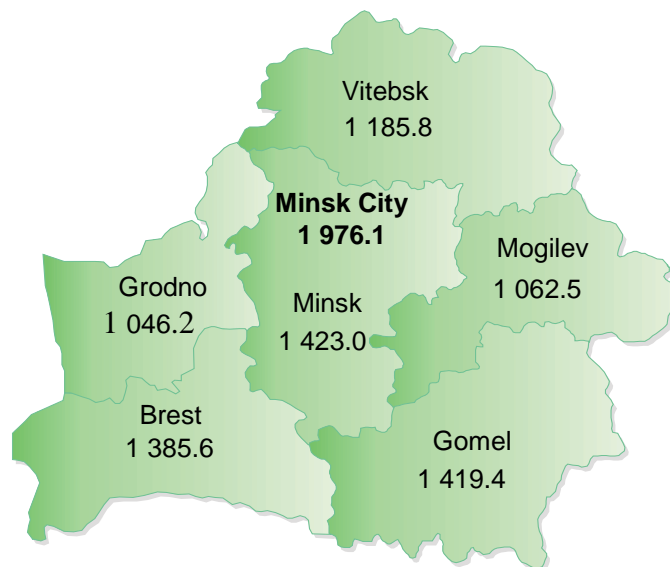 Vitebsk
1 185.8
Minsk City
1 976.1
Mogilev
1 062.5
Grodno
1 046.2
Minsk
1 423.0
Brest
1 385.6
Gomel
1 419.4